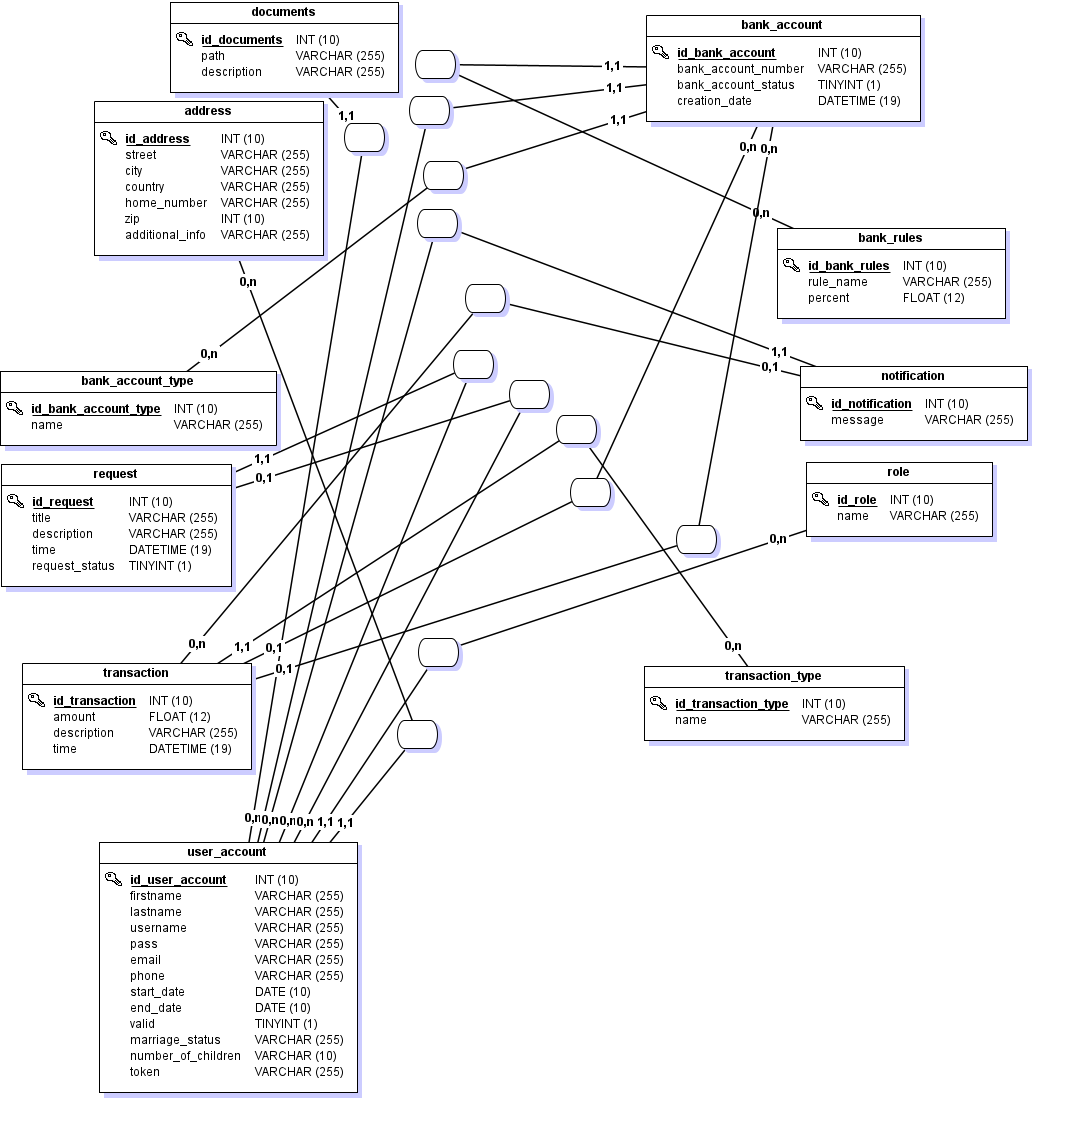 documents
id_documents INT (10)
path VARCHAR (255)
description VARCHAR (255)
bank_account
id_bank_account INT (10)
bank_account_number VARCHAR (255)
bank_account_status TINYINT (1)
creation_date DATETIME (19)
1,1
1,1
1,1
1,1
address
id_address INT (10)
street VARCHAR (255)
city VARCHAR (255)
country VARCHAR (255)
home_number VARCHAR (255)
zip INT (10)
additional_info VARCHAR (255)
0,n
0,n
0,n
bank_rules
id_bank_rules INT (10)
rule_name VARCHAR (255)
percent FLOAT (12)
0,n
0,n
1,1
0,1
bank_account_type
id_bank_account_type INT (10)
name VARCHAR (255)
notification
id_notification INT (10)
message VARCHAR (255)
1,1
0,1
request
id_request INT (10)
title VARCHAR (255)
description VARCHAR (255)
time DATETIME (19)
request_status TINYINT (1)
role
id_role INT (10)
name VARCHAR (255)
0,n
0,n
1,1
0,1
0,1
0,n
transaction
id_transaction INT (10)
amount FLOAT (12)
description VARCHAR (255)
time DATETIME (19)
transaction_type
id_transaction_type INT (10)
name VARCHAR (255)
0,n 0,n 0,n 0,n 1,1 1,1
user_account
id_user_account INT (10)
firstname VARCHAR (255)
lastname VARCHAR (255)
username VARCHAR (255)
pass VARCHAR (255)
email VARCHAR (255)
phone VARCHAR (255)
start_date DATE (10)
end_date DATE (10)
valid TINYINT (1)
marriage_status VARCHAR (255)
number_of_children VARCHAR (10)
token VARCHAR (255)